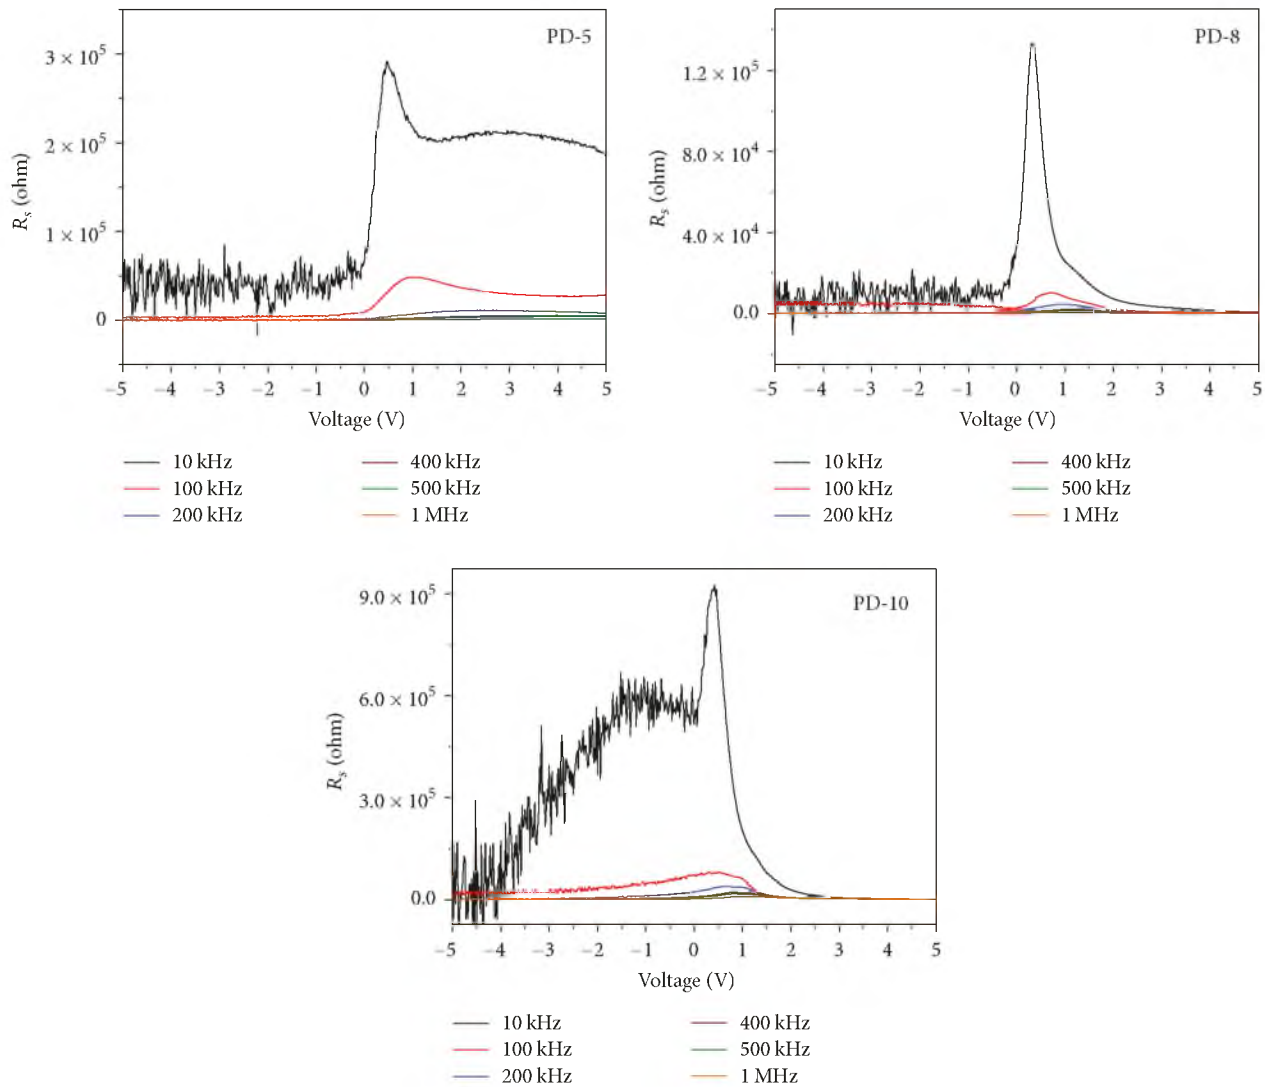 PD-5
3 × 10⁵
2 × 10⁵
1 × 10⁵
0
Rₛ (ohm)
−5 −4 −3 −2 −1 0 1 2 3 4 5
Voltage (V)
10 kHz 400 kHz
100 kHz 500 kHz
200 kHz 1 MHz
PD-8
1.2 × 10⁵
8.0 × 10⁴
4.0 × 10⁴
0.0
Rₛ (ohm)
−5 −4 −3 −2 −1 0 1 2 3 4 5
Voltage (V)
10 kHz 400 kHz
100 kHz 500 kHz
200 kHz 1 MHz
PD-10
9.0 × 10⁵
6.0 × 10⁵
3.0 × 10⁵
0.0
Rₛ (ohm)
−5 −4 −3 −2 −1 0 1 2 3 4 5
Voltage (V)
10 kHz 400 kHz
100 kHz 500 kHz
200 kHz 1 MHz